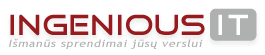 INGENIOUS IT
Išmanūs sprendimai jūsų verslui